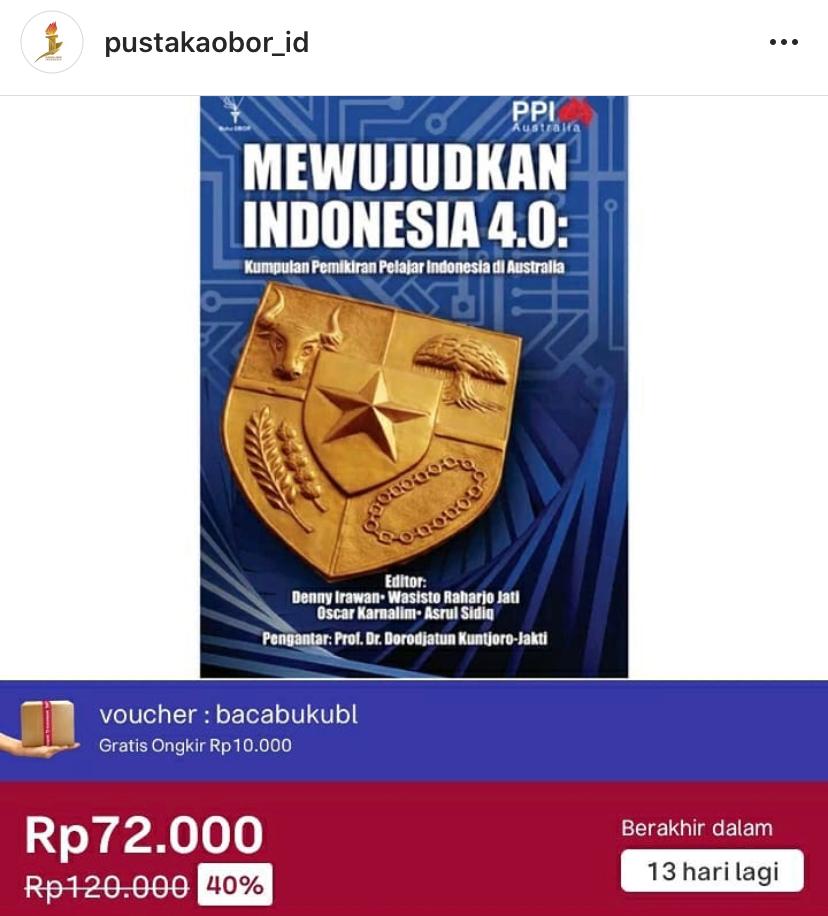 pustakaobor_id
PPI
Australia
MEWUJUDKAN
INDONESIA 4.0:
Kumpulan Pemikiran Pelajar Indonesia di Australia
Editor:
Denny Irawan• Wasisto Raharjo Jati
Oscar Karnalim• Asrul Sidiq
Pengantar: Prof. Dr. Dorodjatun Kuntjoro-Jakti
voucher : bacabukubl
Gratis Ongkir Rp10.000
Rp72.000
Rp120.000 40%
Berakhir dalam
13 hari lagi